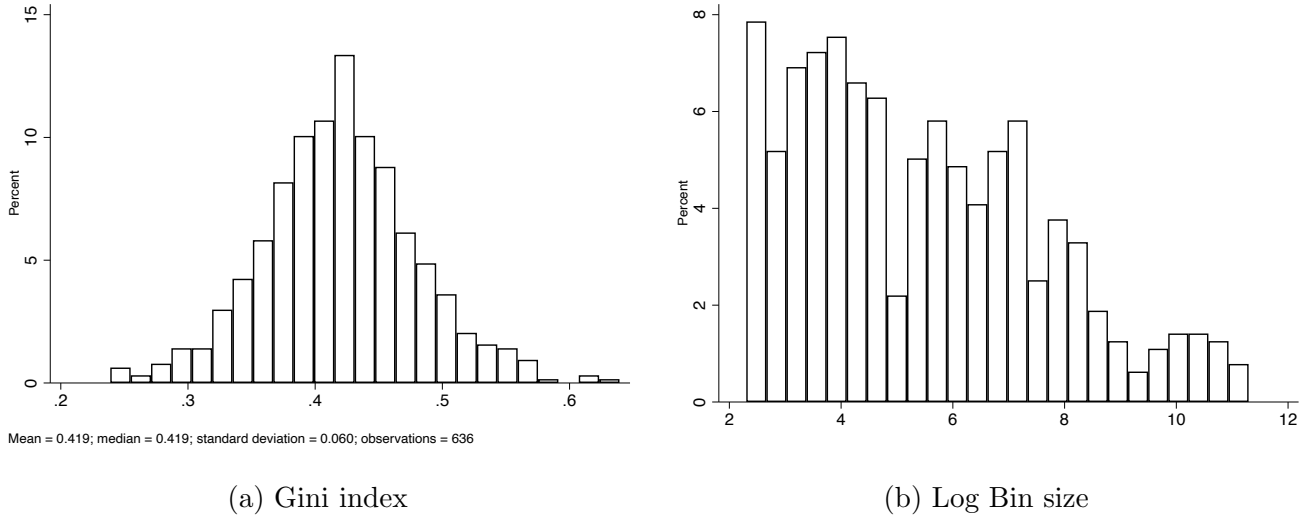 15
10
5
0
Percent
.2 .3 .4 .5 .6
Mean = 0.419; median = 0.419; standard deviation = 0.060; observations = 636
(a) Gini index
8
6
4
2
0
Percent
2 4 6 8 10 12
(b) Log Bin size